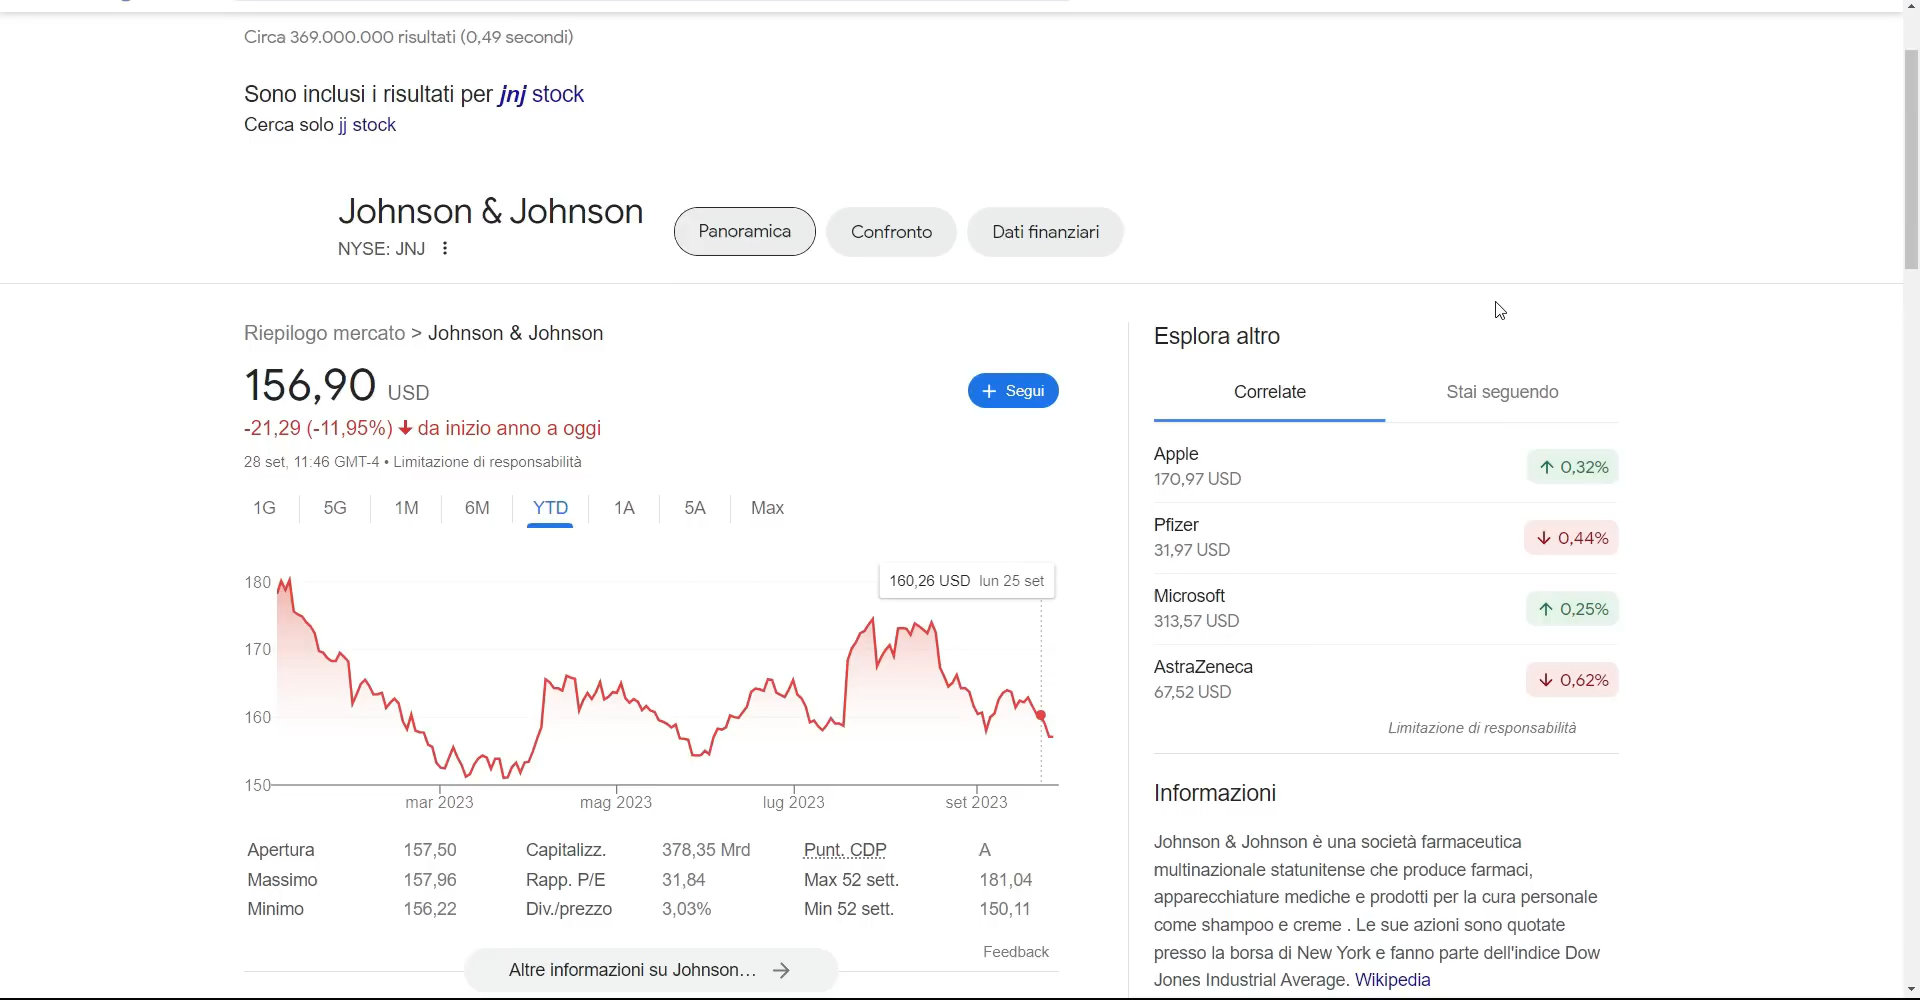 Circa 369.000.000 risultati (0,49 secondi)
Sono inclusi i risultati per jnj stock
Cerca solo jj stock
Johnson & Johnson
NYSE: JNJ
Panoramica
Confronto
Dati finanziari
Riepilogo mercato > Johnson & Johnson
156,90 USD
+ Segui
-21,29 (-11,95%) ↓ da inizio anno a oggi
28 set, 11:46 GMT-4 • Limitazione di responsabilità
1G
5G
1M
6M
YTD
1A
5A
Max
160,26 USD lun 25 set
180
170
160
150
mar 2023
mag 2023
lug 2023
set 2023
Apertura 157,50
Massimo 157,96
Minimo 156,22
Capitalizz. 378,35 Mrd
Rapp. P/E 31,84
Div./prezzo 3,03%
Punt. CDP A
Max 52 sett. 181,04
Min 52 sett. 150,11
Feedback
Altre informazioni su Johnson… →
Esplora altro
Correlate
Stai seguendo
Apple
170,97 USD
↑ 0,32%
Pfizer
31,97 USD
↓ 0,44%
Microsoft
313,57 USD
↑ 0,25%
AstraZeneca
67,52 USD
↓ 0,62%
Limitazione di responsabilità
Informazioni
Johnson & Johnson è una società farmaceutica
multinazionale statunitense che produce farmaci,
apparecchiature mediche e prodotti per la cura personale
come shampoo e creme . Le sue azioni sono quotate
presso la borsa di New York e fanno parte dell'indice Dow
Jones Industrial Average. Wikipedia